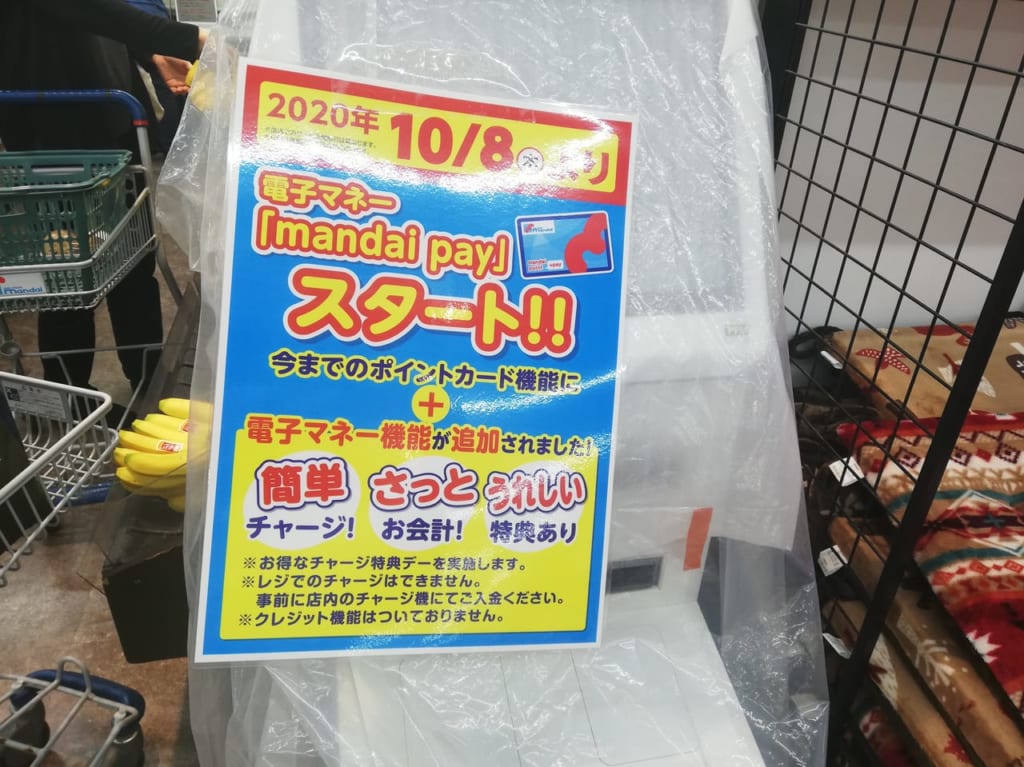 2020年 10/8(木)より
電子マネー
「mandai pay」
スタート!!
今までのポイントカード機能に
+
電子マネー機能が追加されました!
簡単 さっと うれしい
チャージ! お会計! 特典あり
※お得なチャージ特典デーを実施します。
※レジでのチャージはできません。
事前に店内のチャージ機にてご入金ください。
※クレジット機能はついておりません。
mandai